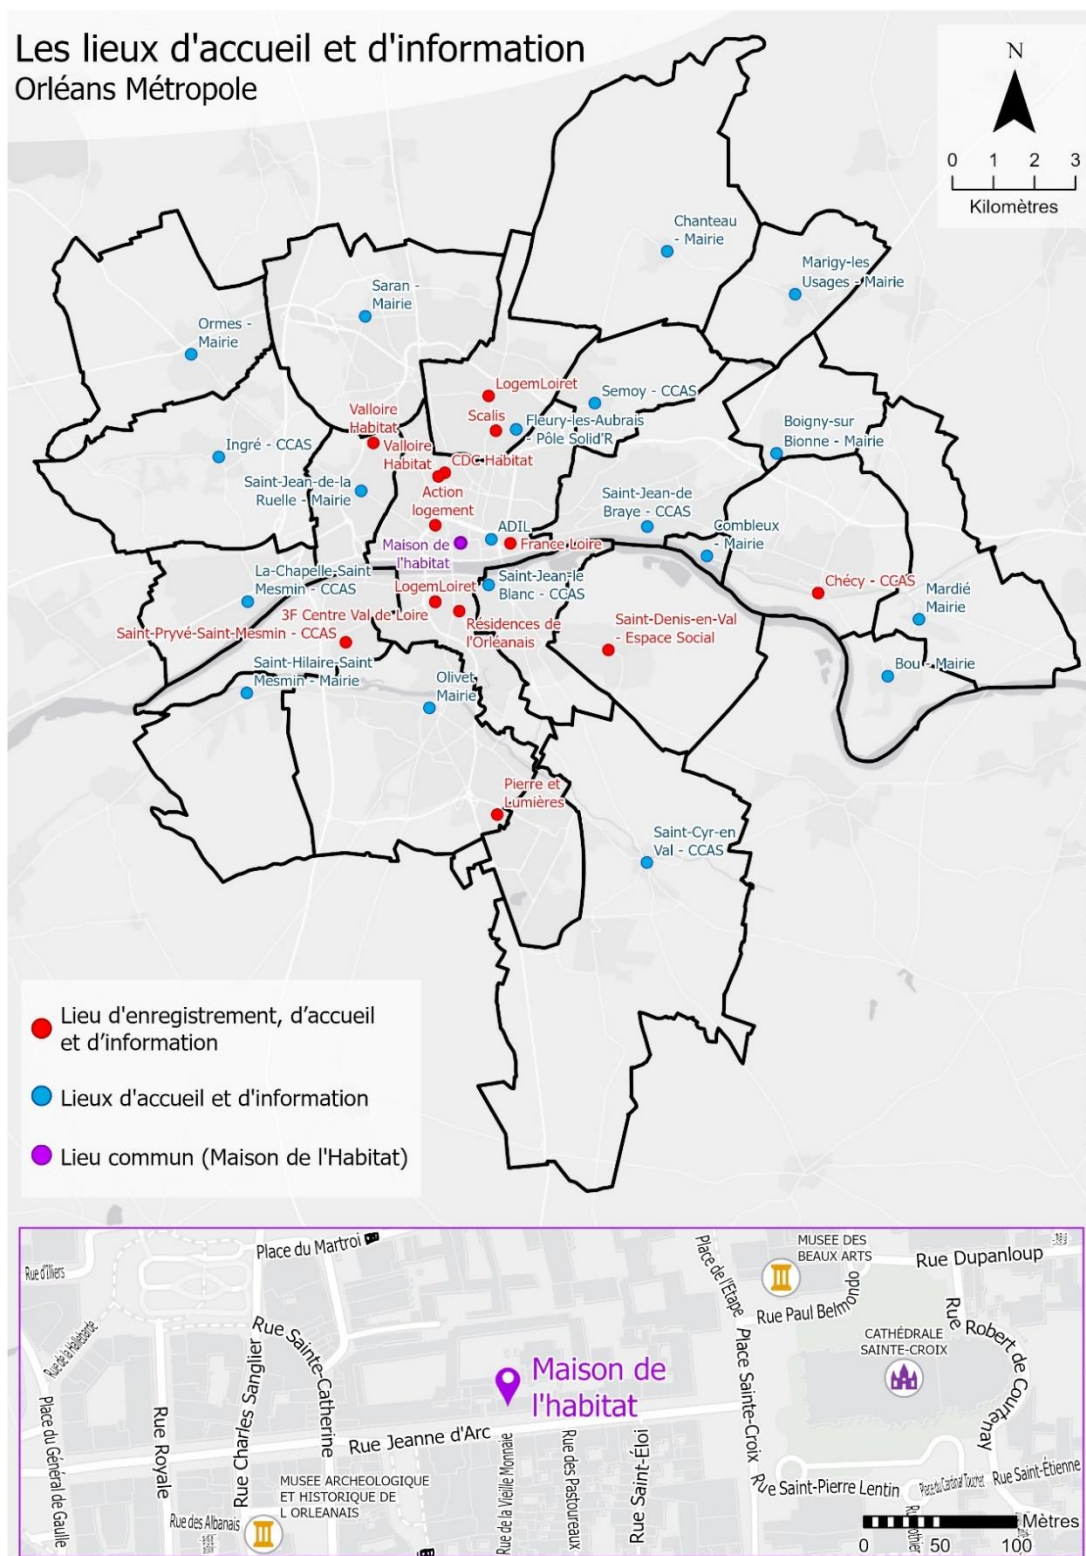 Les lieux d'accueil et d'information
Orléans Métropole
N
0 1 2 3
Kilomètres
Chanteau
- Mairie
Marigy-les
Usages - Mairie
Saran -
Mairie
Ormes -
Mairie
LogemLoiret
Semoy - CCAS
Scalis
Fleury-les-Aubrais
- Pôle Solid'R
Valloire
Habitat
Valloire
Habitat
CDC Habitat
Boigny-sur
Bionne - Mairie
Ingré - CCAS
Saint-Jean-de-la
Ruelle - Mairie
Action
logement
Saint-Jean-de
Braye - CCAS
ADIL
Combleux
- Mairie
Maison de
l'habitat
France Loire
La-Chapelle-Saint
Mesmin - CCAS
Saint-Jean-le
Blanc - CCAS
LogemLoiret
Chécy - CCAS
Mardié
Mairie
3F Centre Val de Loire
Résidences de
l'Orléanais
Saint-Denis-en-Val
- Espace Social
Saint-Pryvé-Saint-Mesmin - CCAS
Saint-Hilaire-Saint
Mesmin - Mairie
Olivet
Mairie
Bou - Mairie
Pierre et
Lumières
Saint-Cyr-en
Val - CCAS
Lieu d'enregistrement, d’accueil
et d’information
Lieux d'accueil et d'information
Lieu commun (Maison de l'Habitat)
Place du Martroi
MUSEE DES
BEAUX ARTS
Rue Dupanloup
Rue d'Illiers
Place de l'Etape
Rue Paul Belmondo
Rue de la Hallebarde
Rue Sainte-Catherine
Rue Charles Sanglier
Rue Robert de Courtenay
CATHÉDRALE
SAINTE-CROIX
Maison de
l'habitat
Place Sainte-Croix
Place du Général de Gaulle
Rue Royale
Rue Jeanne d'Arc
Rue de la Vieille Monnaie
Rue des Pastoureaux
Rue Saint-Éloi
MUSEE ARCHEOLOGIQUE
ET HISTORIQUE DE
L ORLEANAIS
Rue des Albanais
Rue Saint-Pierre Lentin
Place du Cardinal Touchet
Rue Saint-Étienne
Mètres
0 50 100